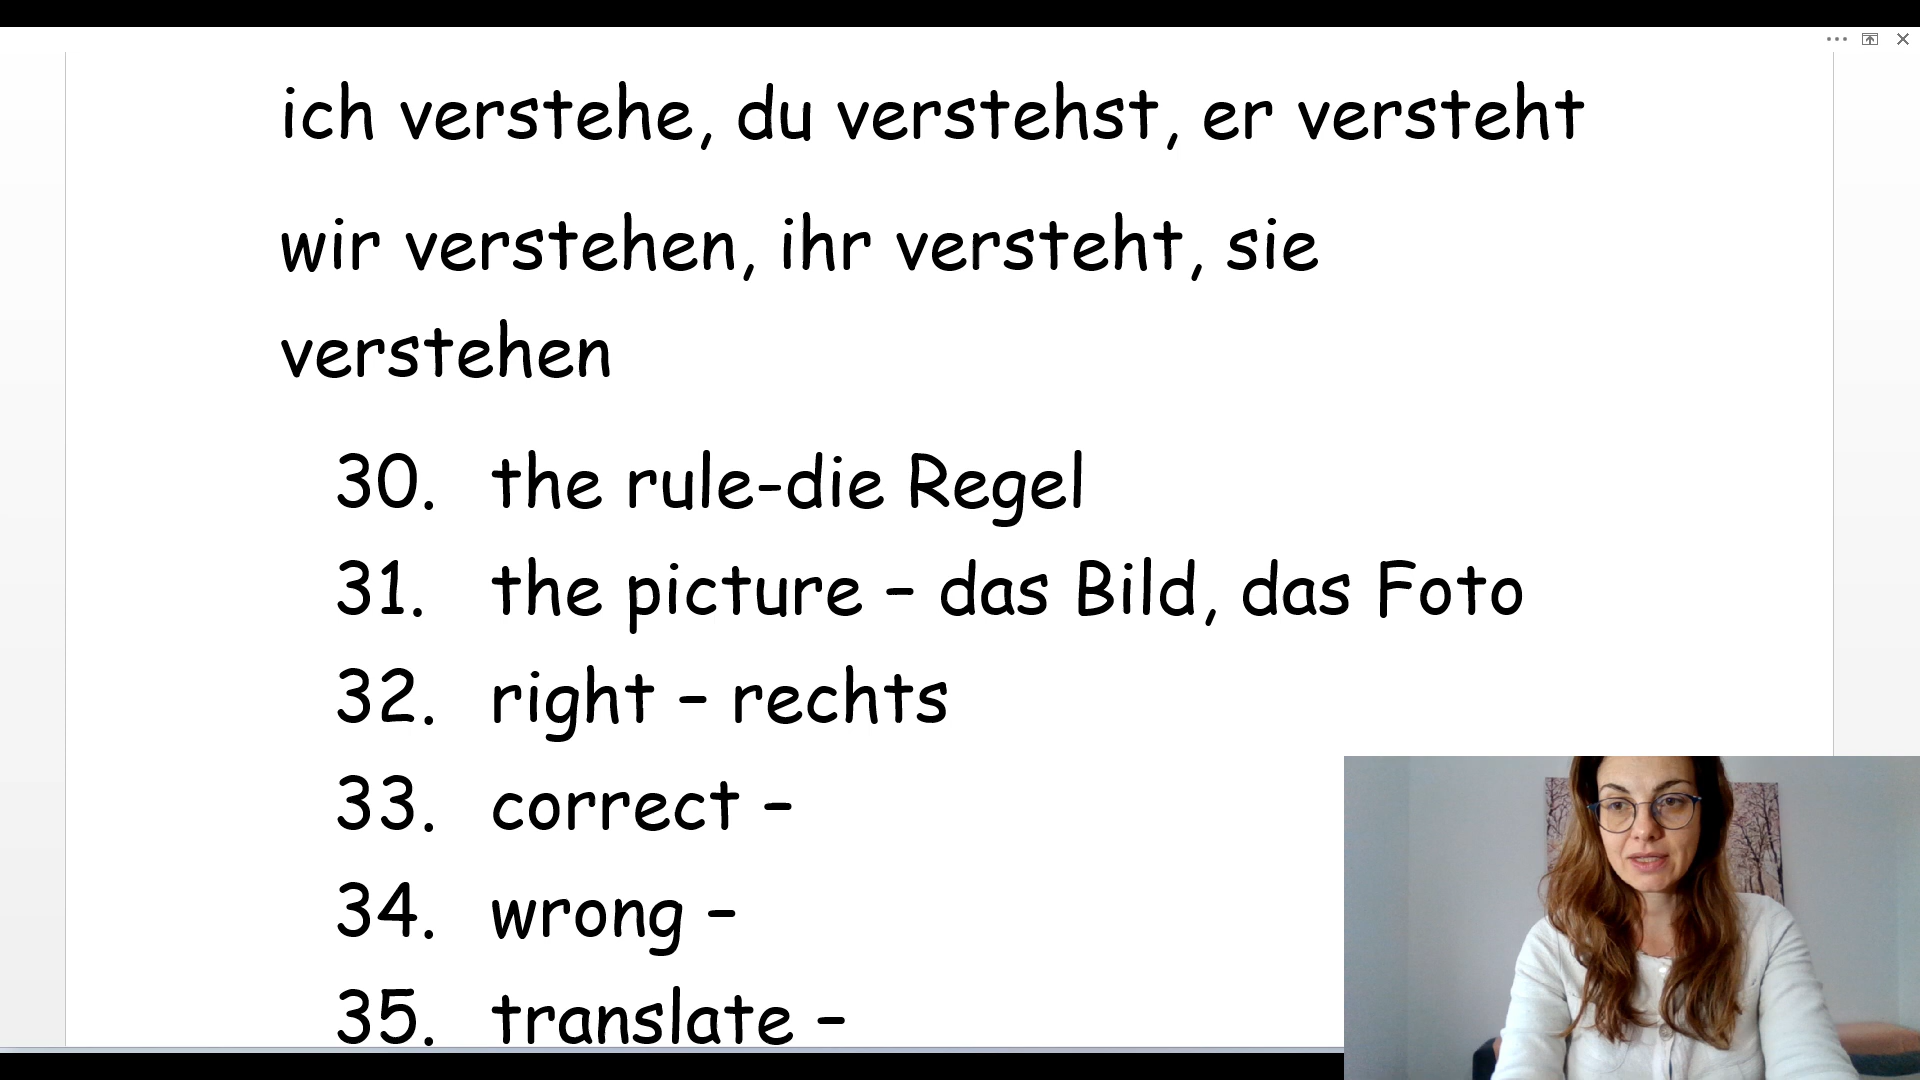 ich verstehe, du verstehst, er versteht
wir verstehen, ihr versteht, sie
verstehen
30. the rule-die Regel
31. the picture – das Bild, das Foto
32. right – rechts
33. correct –
34. wrong –
35. translate –